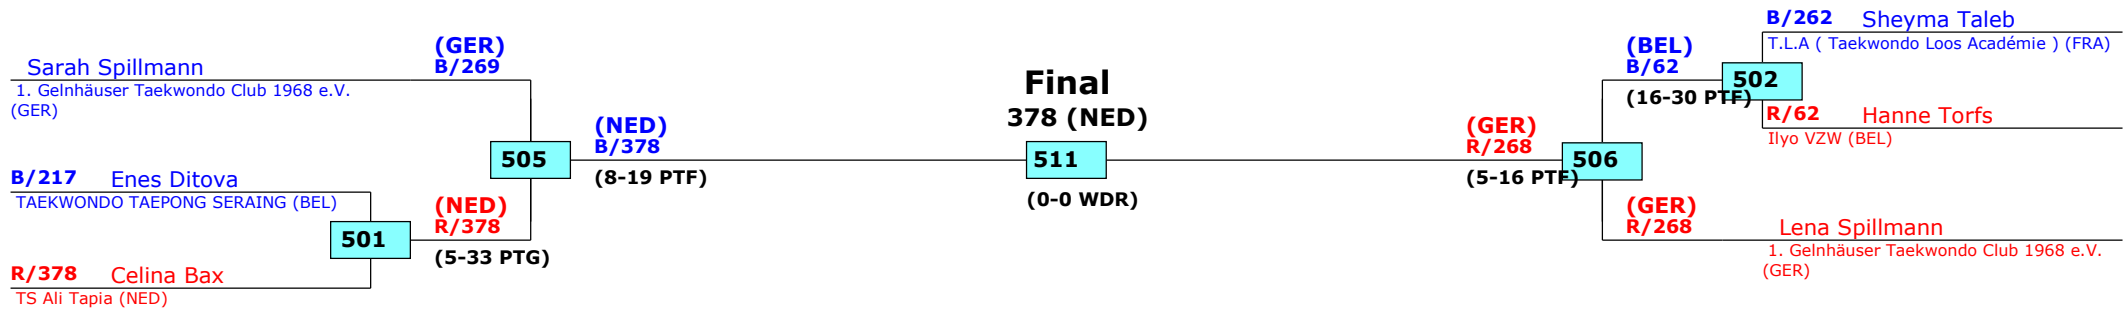 (GER)
B/269
Sarah Spillmann
1. Gelnhäuser Taekwondo Club 1968 e.V.
(GER)
B/217 Enes Ditova
TAEKWONDO TAEPONG SERAING (BEL)
501
R/378 Celina Bax
TS Ali Tapia (NED)
(NED)
R/378
(5-33 PTG)
505
(NED)
B/378
(8-19 PTF)
Final
378 (NED)
511
(0-0 WDR)
(GER)
R/268
(5-16 PTF)
506
(BEL)
B/62
(16-30 PTF)
502
B/262 Sheyma Taleb
T.L.A ( Taekwondo Loos Académie ) (FRA)
R/62 Hanne Torfs
Ilyo VZW (BEL)
(GER)
R/268
Lena Spillmann
1. Gelnhäuser Taekwondo Club 1968 e.V.
(GER)